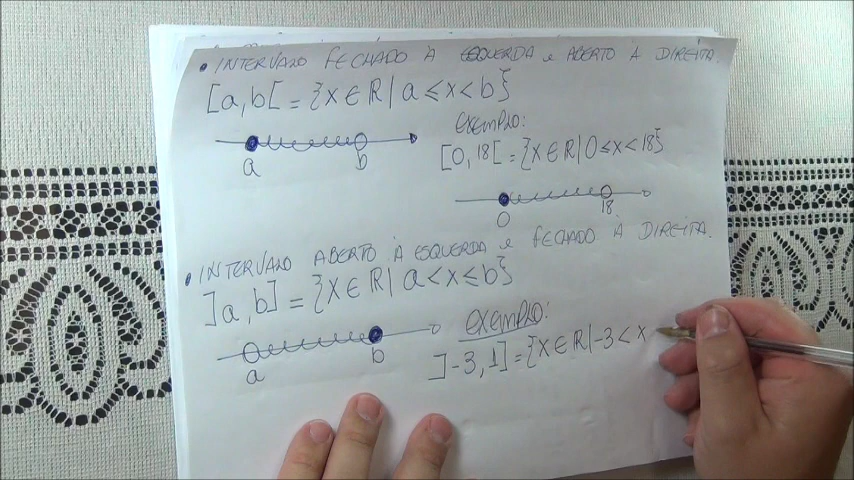 • INTERVALO FECHADO À ESQUERDA e ABERTO À DIREITA.
[a,b[ = {x ∈ ℝ | a ≤ x < b}
a b
EXEMPLO:
[0,18[ = {x ∈ ℝ | 0 ≤ x < 18}
0 18
• INTERVALO ABERTO À ESQUERDA e FECHADO À DIREITA.
]a,b] = {x ∈ ℝ | a < x ≤ b}
a b
EXEMPLO:
]-3,1] = {x ∈ ℝ | -3 < x